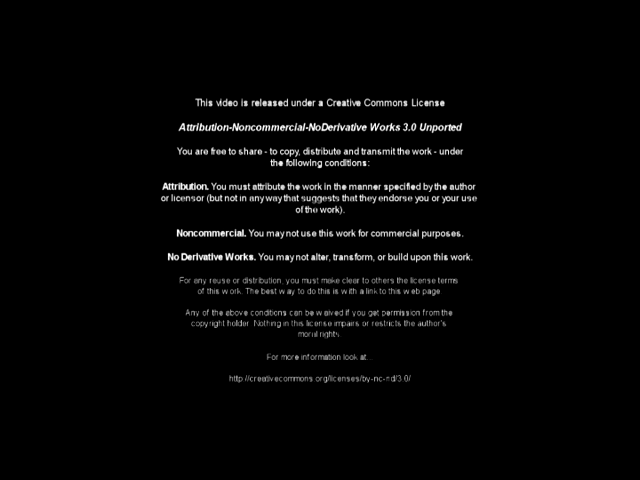 This video is released under a Creative Commons License
Attribution-Noncommercial-NoDerivative Works 3.0 Unported
You are free to share - to copy, distribute and transmit the work - under
the following conditions:
Attribution. You must attribute the work in the manner specified by the author
or licensor (but not in any way that suggests that they endorse you or your use
of the work).
Noncommercial. You may not use this work for commercial purposes.
No Derivative Works. You may not alter, transform, or build upon this work.
For any reuse or distribution, you must make clear to others the license terms
of this work. The best way to do this is with a link to this web page
Any of the above conditions can be waived if you get permission from the
copyright holder. Nothing in this license impairs or restricts the author's
moral rights.
For more information look at...
http://creativecommons.org/licenses/by-nc-nd/3.0/